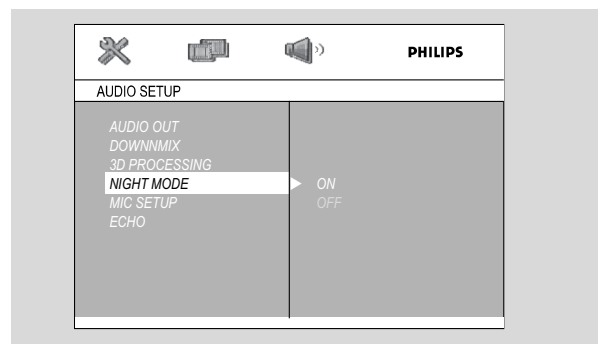 PHILIPS
AUDIO SETUP
AUDIO OUT
DOWNNMIX
3D PROCESSING
NIGHT MODE
ON
MIC SETUP
OFF
ECHO